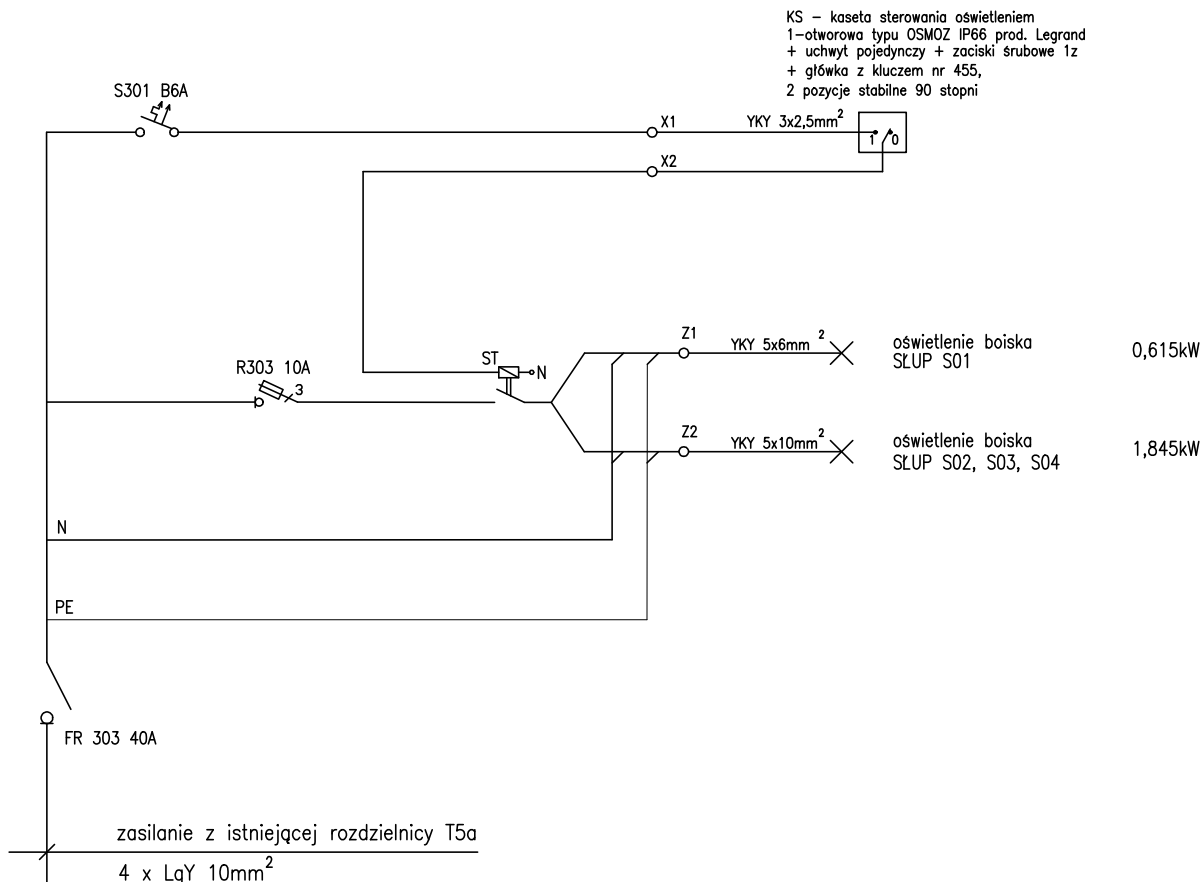 KS – kaseta sterowania oświetleniem
1–otworowa typu OSMOZ IP66 prod. Legrand
+ uchwyt pojedynczy + zaciski śrubowe 1z
+ główka z kluczem nr 455,
2 pozycje stabilne 90 stopni
S301 B6A
X1
YKY 3x2,5mm²
1
0
X2
Z1
YKY 5x6mm ²
oświetlenie boiska
SŁUP S01
0,615kW
ST
N
R303 10A
3
Z2
YKY 5x10mm²
oświetlenie boiska
SŁUP S02, S03, S04
1,845kW
N
PE
FR 303 40A
zasilanie z istniejącej rozdzielnicy T5a
4 x LgY 10mm²